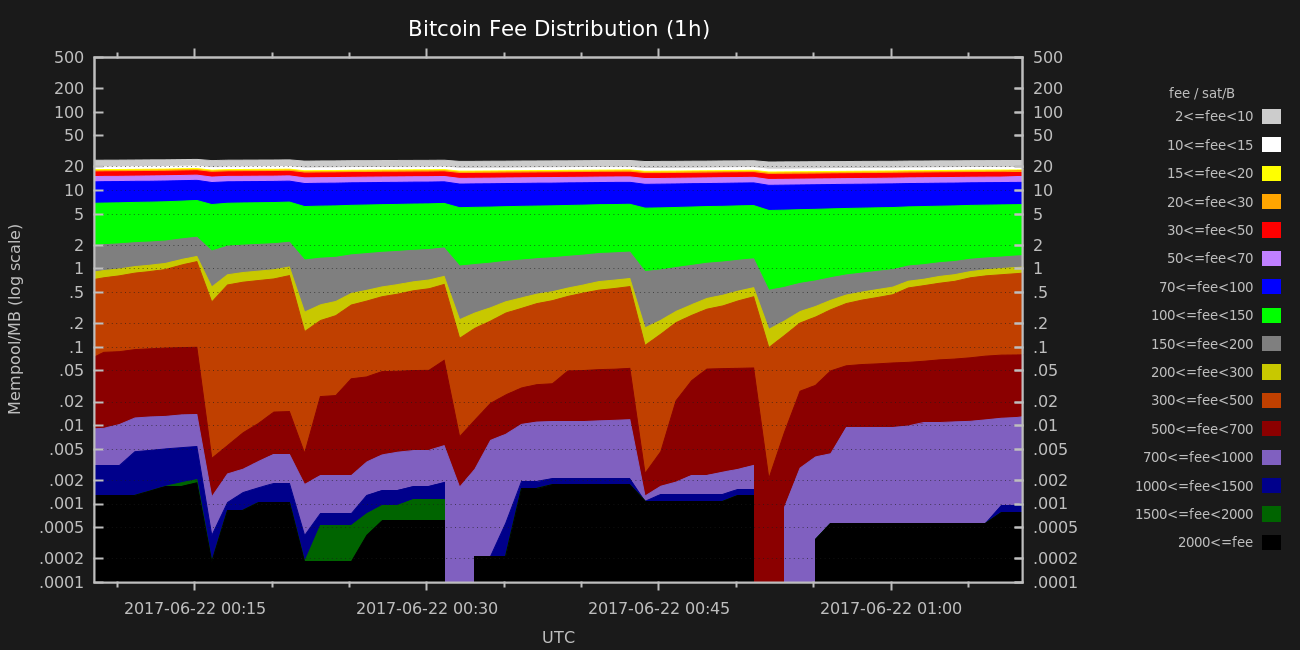 Bitcoin Fee Distribution (1h)
500 500
200 200
100 100
50 50
20 20
10 10
5 5
2 2
1 1
.5 .5
.2 .2
.1 .1
.05 .05
.02 .02
.01 .01
.005 .005
.002 .002
.001 .001
.0005 .0005
.0002 .0002
.0001 .0001
Mempool/MB (log scale)
2017-06-22 00:15 2017-06-22 00:30 2017-06-22 00:45 2017-06-22 01:00
UTC
fee / sat/B
2<=fee<10
10<=fee<15
15<=fee<20
20<=fee<30
30<=fee<50
50<=fee<70
70<=fee<100
100<=fee<150
150<=fee<200
200<=fee<300
300<=fee<500
500<=fee<700
700<=fee<1000
1000<=fee<1500
1500<=fee<2000
2000<=fee